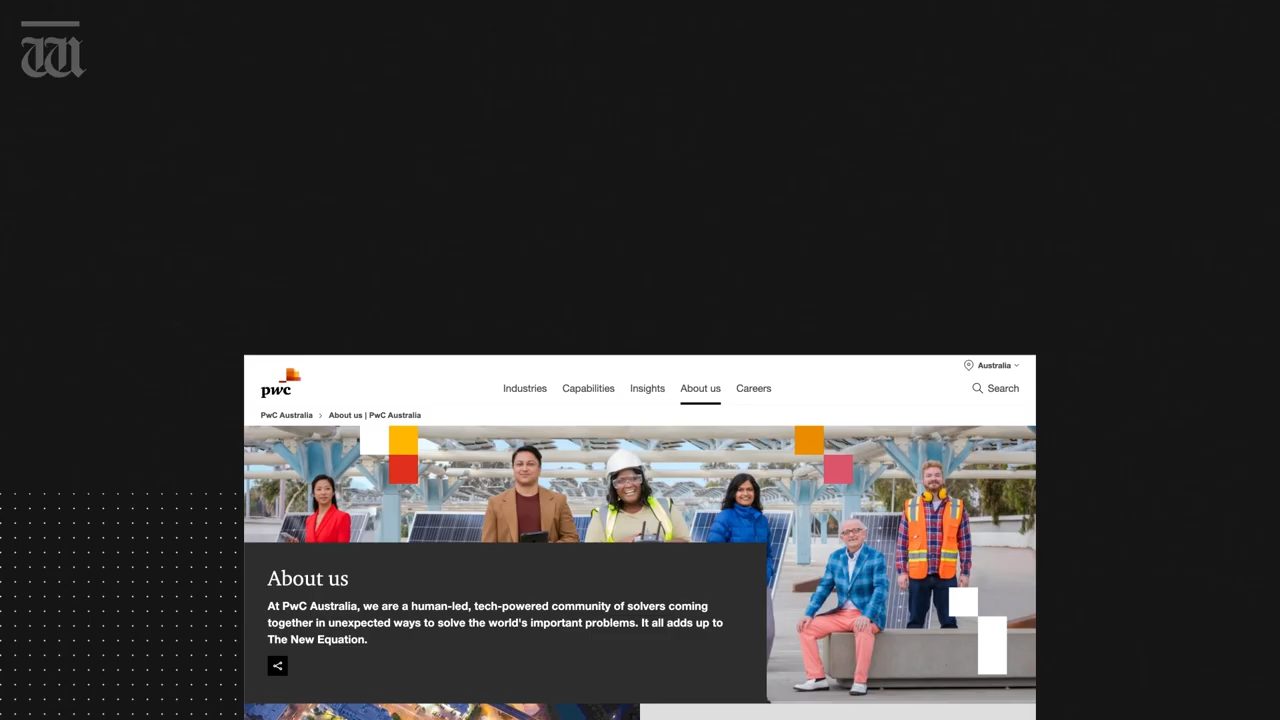 W
Australia
pwc
Industries Capabilities Insights About us Careers
Search
PwC Australia > About us | PwC Australia
About us
At PwC Australia, we are a human-led, tech-powered community of solvers coming
together in unexpected ways to solve the world's important problems. It all adds up to
The New Equation.